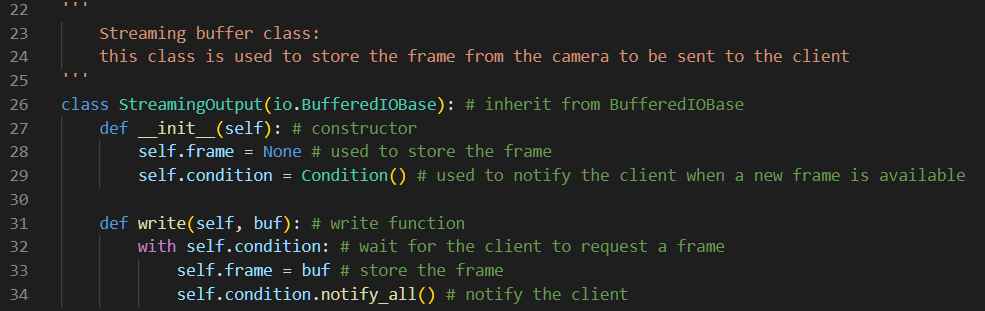 22 '''
23     Streaming buffer class:
24     this class is used to store the frame from the camera to be sent to the client
25 '''
26 class StreamingOutput(io.BufferedIOBase): # inherit from BufferedIOBase
27     def __init__(self): # constructor
28         self.frame = None # used to store the frame
29         self.condition = Condition() # used to notify the client when a new frame is available
30
31     def write(self, buf): # write function
32         with self.condition: # wait for the client to request a frame
33             self.frame = buf # store the frame
34             self.condition.notify_all() # notify the client